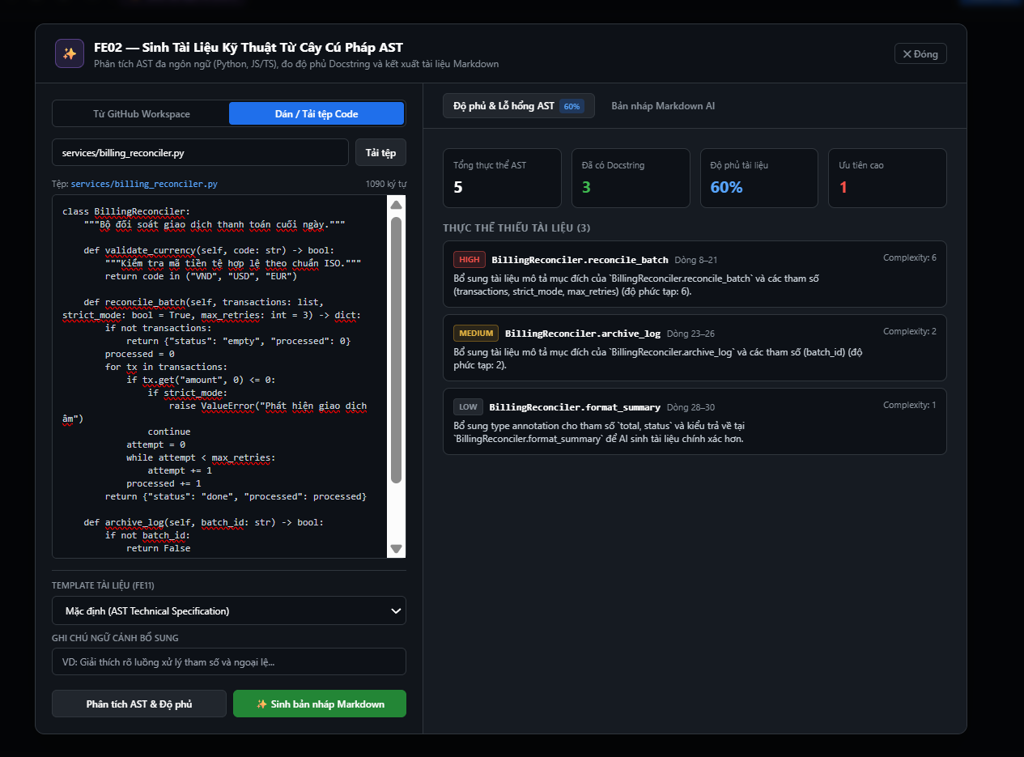 FE02 — Sinh Tài Liệu Kỹ Thuật Từ Cây Cú Pháp AST
Phân tích AST đa ngôn ngữ (Python, JS/TS), đo độ phủ Docstring và kết xuất tài liệu Markdown
✕ Đóng
Từ GitHub Workspace
Dán / Tải tệp Code
services/billing_reconciler.py
Tải tệp
Tệp: services/billing_reconciler.py
1090 ký tự
class BillingReconciler:
"""Bộ đối soát giao dịch thanh toán cuối ngày."""
def validate_currency(self, code: str) -> bool:
"""Kiểm tra mã tiền tệ hợp lệ theo chuẩn ISO."""
return code in ("VND", "USD", "EUR")
def reconcile_batch(self, transactions: list,
strict_mode: bool = True, max_retries: int = 3) -> dict:
if not transactions:
return {"status": "empty", "processed": 0}
processed = 0
for tx in transactions:
if tx.get("amount", 0) <= 0:
if strict_mode:
raise ValueError("Phát hiện giao dịch
âm")
continue
attempt = 0
while attempt < max_retries:
attempt += 1
processed += 1
return {"status": "done", "processed": processed}
def archive_log(self, batch_id: str) -> bool:
if not batch_id:
return False
TEMPLATE TÀI LIỆU (FE11)
Mặc định (AST Technical Specification)
GHI CHÚ NGỮ CẢNH BỔ SUNG
VD: Giải thích rõ luồng xử lý tham số và ngoại lệ...
Phân tích AST & Độ phủ
✨ Sinh bản nháp Markdown
Độ phủ & Lỗ hổng AST 60%
Bản nháp Markdown AI
Tổng thực thể AST
5
Đã có Docstring
3
Độ phủ tài liệu
60%
Ưu tiên cao
1
THỰC THỂ THIẾU TÀI LIỆU (3)
HIGH BillingReconciler.reconcile_batch Dòng 8–21
Complexity: 6
Bổ sung tài liệu mô tả mục đích của `BillingReconciler.reconcile_batch` và các tham số
(transactions, strict_mode, max_retries) (độ phức tạp: 6).
MEDIUM BillingReconciler.archive_log Dòng 23–26
Complexity: 2
Bổ sung tài liệu mô tả mục đích của `BillingReconciler.archive_log` và các tham số (batch_id) (độ
phức tạp: 2).
LOW BillingReconciler.format_summary Dòng 28–30
Complexity: 1
Bổ sung type annotation cho tham số `total, status` và kiểu trả về tại
`BillingReconciler.format_summary` để AI sinh tài liệu chính xác hơn.